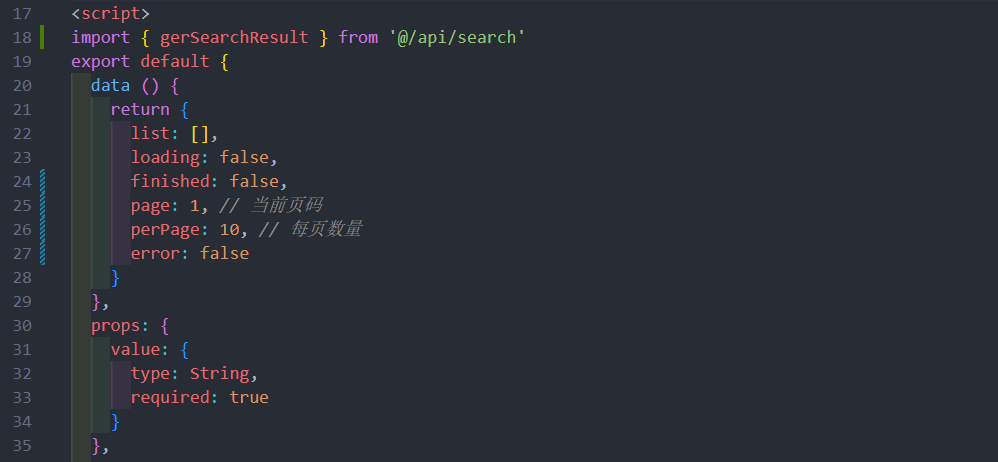 17 <script>
18 import { gerSearchResult } from '@/api/search'
19 export default {
20   data () {
21     return {
22       list: [],
23       loading: false,
24       finished: false,
25       page: 1, // 当前页码
26       perPage: 10, // 每页数量
27       error: false
28     }
29   },
30   props: {
31     value: {
32       type: String,
33       required: true
34     }
35   },